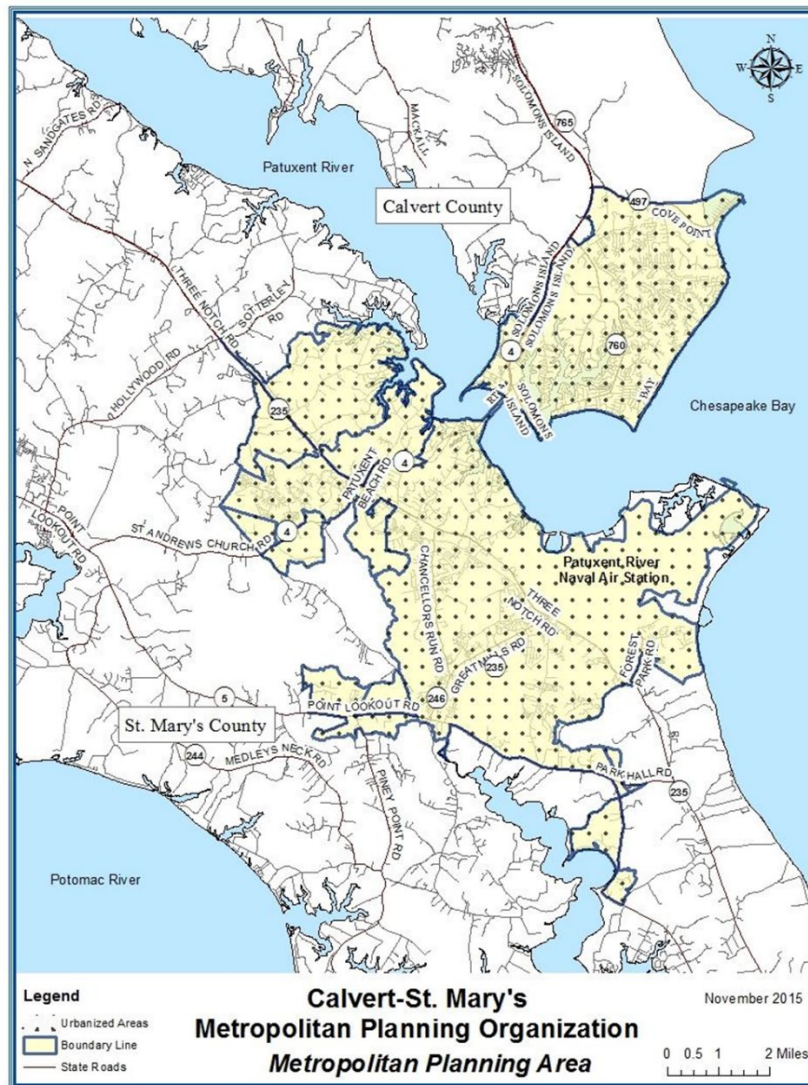 N
W E
S
N SANDGATES RD
MACKALL
SOLOMONS ISLAND
765
SOLOMONS ISLAND
Patuxent River
Calvert County
497
COVE POINT
THREE NOTCH RD
SOTTERLEY RD
SOLOMONS ISLAND
SOLOMONS ISLAND
HOLLYWOOD RD
4
760
RT 4
SOLOMONS ISLAND
BAY
Chesapeake Bay
235
4
PATUXENT BEACH RD
POINT LOOKOUT RD
ST ANDREWS CHURCH RD
4
Patuxent River
Naval Air Station
CHANCELLORS RUN RD
THREE NOTCH RD
GREAT MILLS RD
235
FOREST PARK RD
5
246
POINT LOOKOUT RD
St. Mary's County
244
MEDLEYS NECK RD
PARK HALL RD
235
PINEY POINT RD
Potomac River
Legend
Urbanized Areas
Boundary Line
State Roads
Calvert-St. Mary's
Metropolitan Planning Organization
Metropolitan Planning Area
November 2015
0 0.5 1 2 Miles